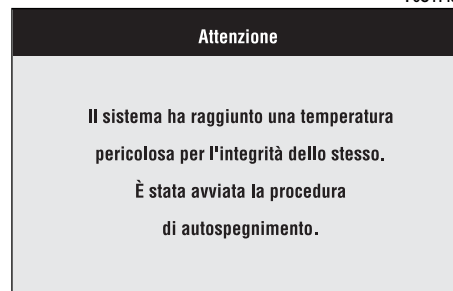 Attenzione
Il sistema ha raggiunto una temperatura
pericolosa per l'integrità dello stesso.
È stata avviata la procedura
di autospegnimento.